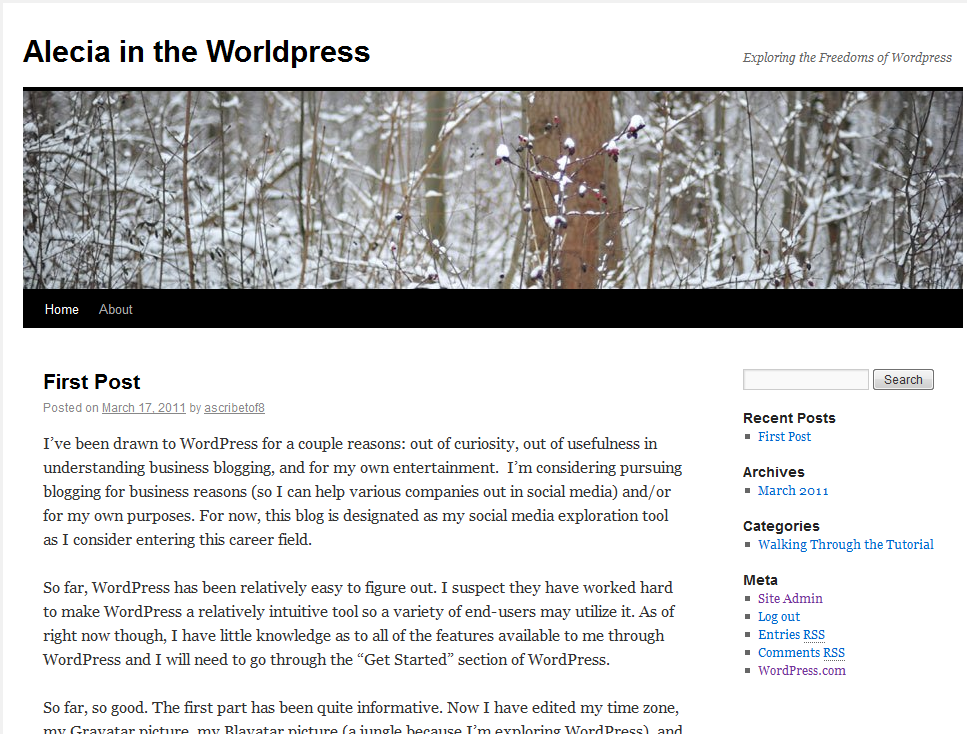 Alecia in the Worldpress
Exploring the Freedoms of Wordpress
Home About
First Post
Posted on March 17, 2011 by ascribetof8
I've been drawn to WordPress for a couple reasons: out of curiosity, out of usefulness in
understanding business blogging, and for my own entertainment.  I'm considering pursuing
blogging for business reasons (so I can help various companies out in social media) and/or
for my own purposes. For now, this blog is designated as my social media exploration tool
as I consider entering this career field.
So far, WordPress has been relatively easy to figure out. I suspect they have worked hard
to make WordPress a relatively intuitive tool so a variety of end-users may utilize it. As of
right now though, I have little knowledge as to all of the features available to me through
WordPress and I will need to go through the “Get Started” section of WordPress.
So far, so good. The first part has been quite informative. Now I have edited my time zone,
my Gravatar picture, my Blavatar picture (a jungle because I'm exploring WordPress), and
Search
Recent Posts
First Post
Archives
March 2011
Categories
Walking Through the Tutorial
Meta
Site Admin
Log out
Entries RSS
Comments RSS
WordPress.com